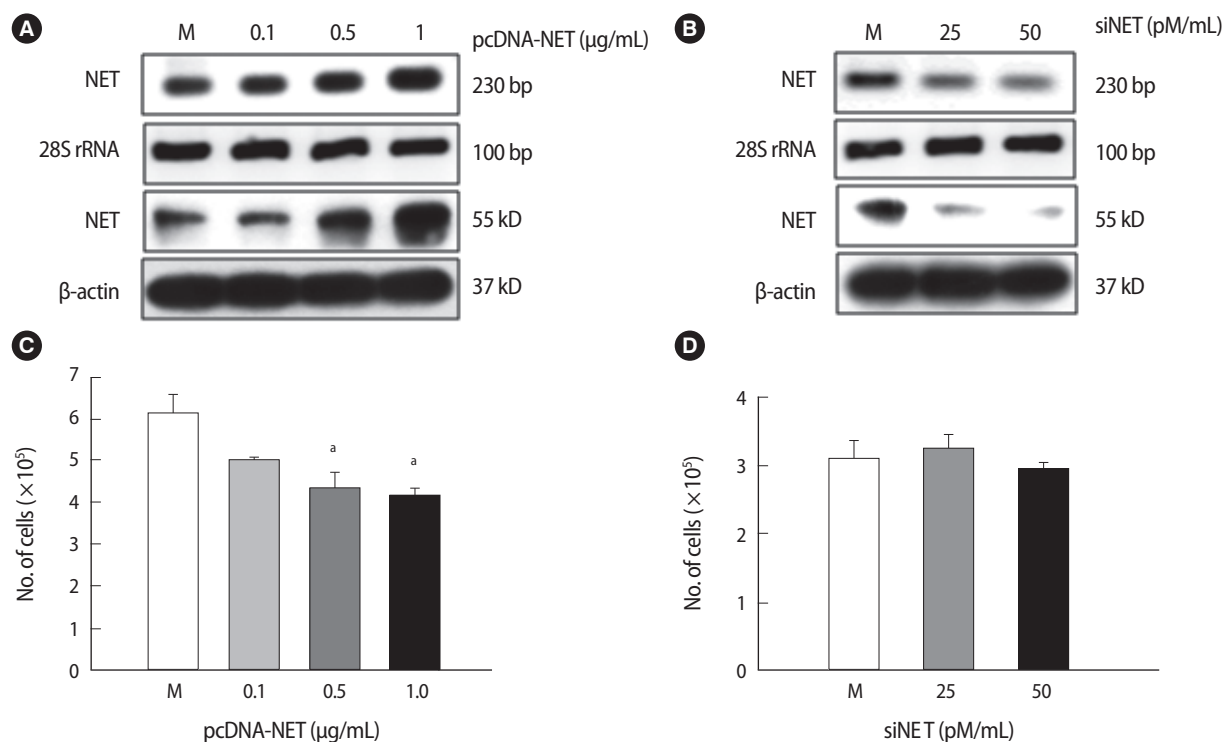 A
M 0.1 0.5 1 pcDNA-NET (μg/mL)
NET 230 bp
28S rRNA 100 bp
NET 55 kD
β-actin 37 kD
B
M 25 50 siNET (pM/mL)
NET 230 bp
28S rRNA 100 bp
NET 55 kD
β-actin 37 kD
C
7
6
5
4
3
2
1
0
No. of cells (×10⁵)
a a
M 0.1 0.5 1.0
pcDNA-NET (μg/mL)
D
4
3
2
1
0
No. of cells (×10⁵)
M 25 50
siNET (pM/mL)